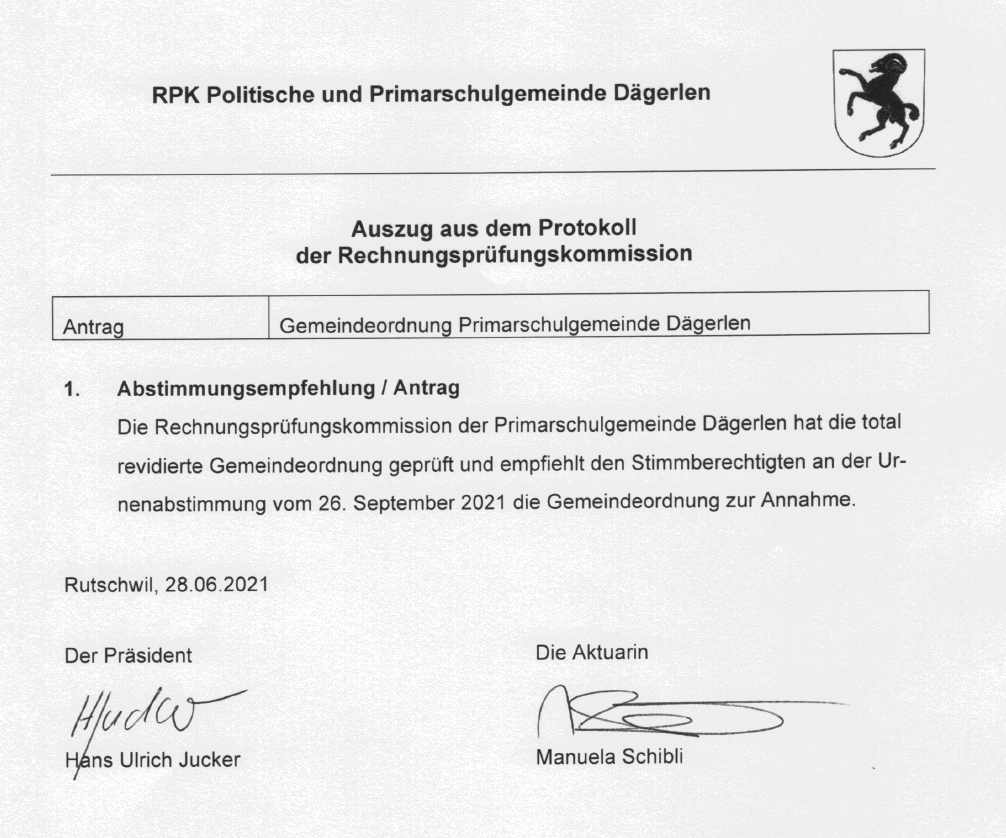 RPK Politische und Primarschulgemeinde Dägerlen
Auszug aus dem Protokoll
der Rechnungsprüfungskommission
Antrag Gemeindeordnung Primarschulgemeinde Dägerlen
1. Abstimmungsempfehlung / Antrag
Die Rechnungsprüfungskommission der Primarschulgemeinde Dägerlen hat die total
revidierte Gemeindeordnung geprüft und empfiehlt den Stimmberechtigten an der Ur-
nenabstimmung vom 26. September 2021 die Gemeindeordnung zur Annahme.
Rutschwil, 28.06.2021
Der Präsident Die Aktuarin
HJucker
Hans Ulrich Jucker Manuela Schibli